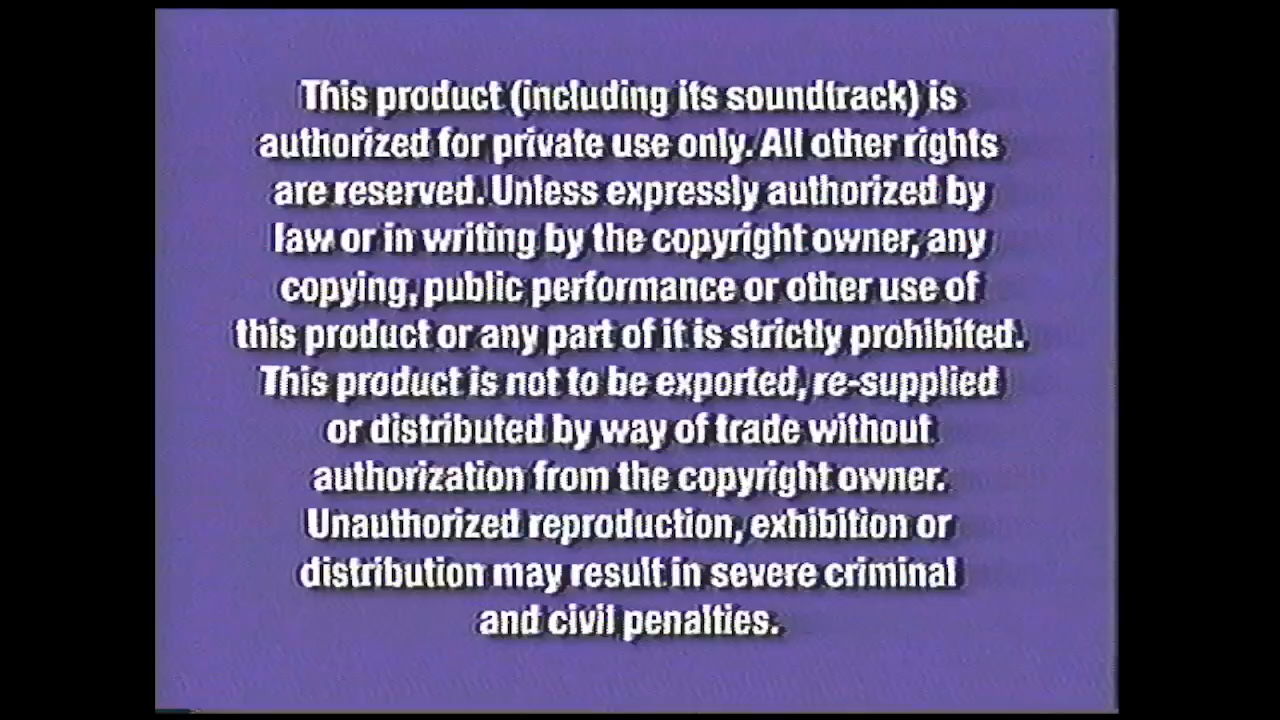 This product (including its soundtrack) is
authorized for private use only. All other rights
are reserved. Unless expressly authorized by
law or in writing by the copyright owner, any
copying, public performance or other use of
this product or any part of it is strictly prohibited.
This product is not to be exported, re-supplied
or distributed by way of trade without
authorization from the copyright owner.
Unauthorized reproduction, exhibition or
distribution may result in severe criminal
and civil penalties.